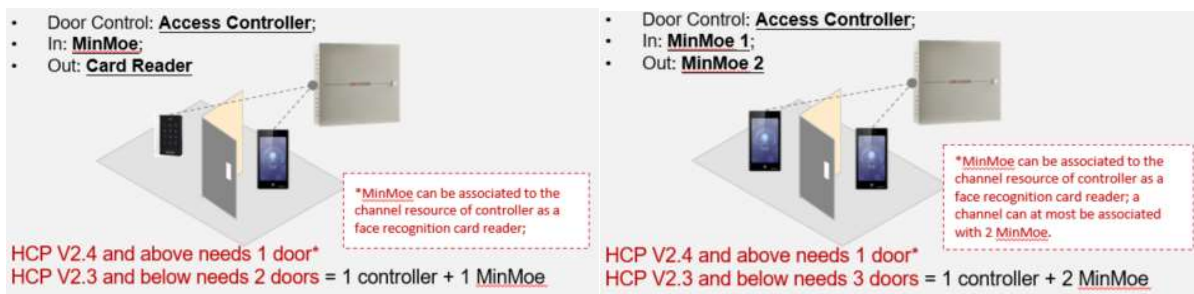 • Door Control: Access Controller;
• In: MinMoe;
• Out: Card Reader
*MinMoe can be associated to the
channel resource of controller as a
face recognition card reader;
HCP V2.4 and above needs 1 door*
HCP V2.3 and below needs 2 doors = 1 controller + 1 MinMoe
• Door Control: Access Controller;
• In: MinMoe 1;
• Out: MinMoe 2
*MinMoe can be associated to the
channel resource of controller as a
face recognition card reader; a
channel can at most be associated
with 2 MinMoe.
HCP V2.4 and above needs 1 door*
HCP V2.3 and below needs 3 doors = 1 controller + 2 MinMoe